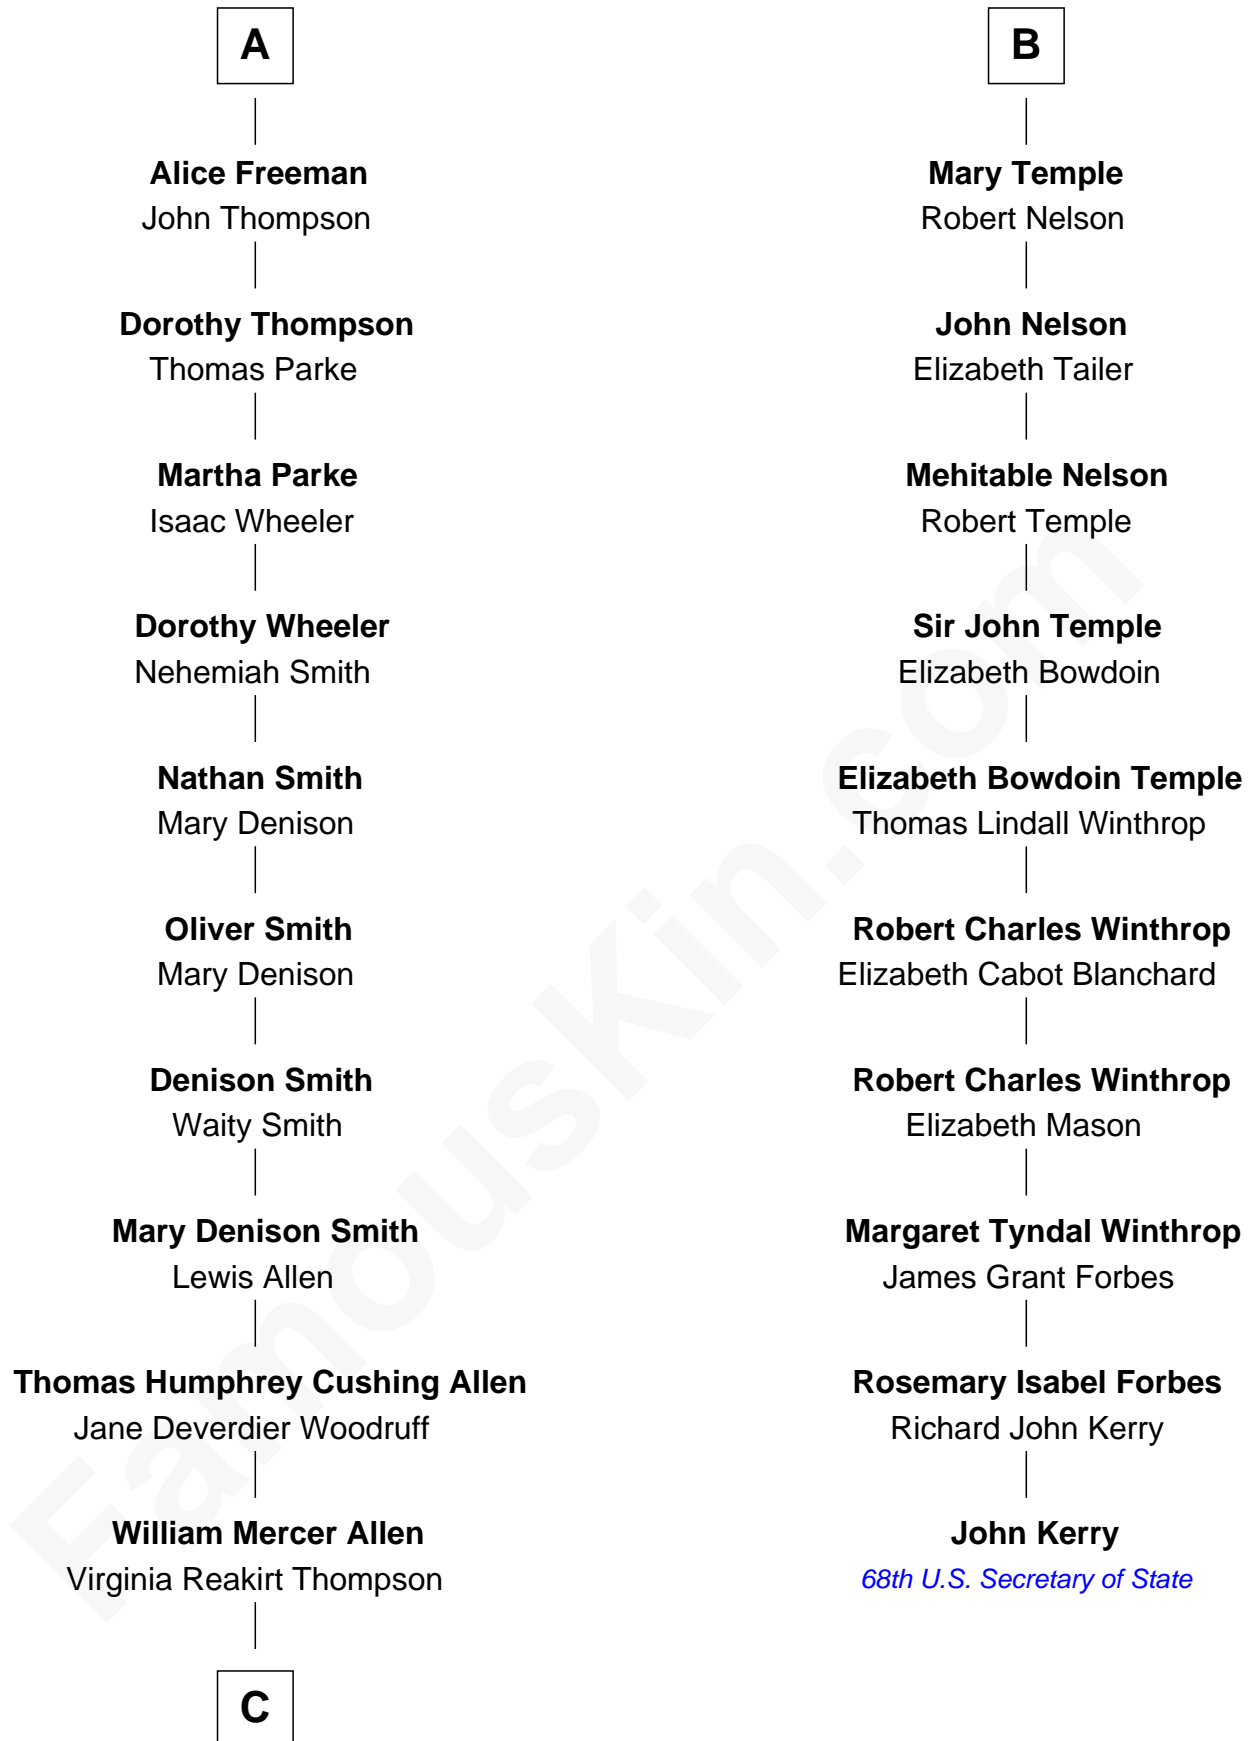 A
Alice Freeman
John Thompson
Dorothy Thompson
Thomas Parke
Martha Parke
Isaac Wheeler
Dorothy Wheeler
Nehemiah Smith
Nathan Smith
Mary Denison
Oliver Smith
Mary Denison
Denison Smith
Waity Smith
Mary Denison Smith
Lewis Allen
Thomas Humphrey Cushing Allen
Jane Deverdier Woodruff
William Mercer Allen
Virginia Reakirt Thompson
C
B
Mary Temple
Robert Nelson
John Nelson
Elizabeth Tailer
Mehitable Nelson
Robert Temple
Sir John Temple
Elizabeth Bowdoin
Elizabeth Bowdoin Temple
Thomas Lindall Winthrop
Robert Charles Winthrop
Elizabeth Cabot Blanchard
Robert Charles Winthrop
Elizabeth Mason
Margaret Tyndal Winthrop
James Grant Forbes
Rosemary Isabel Forbes
Richard John Kerry
John Kerry
68th U.S. Secretary of State
FamousKin.com